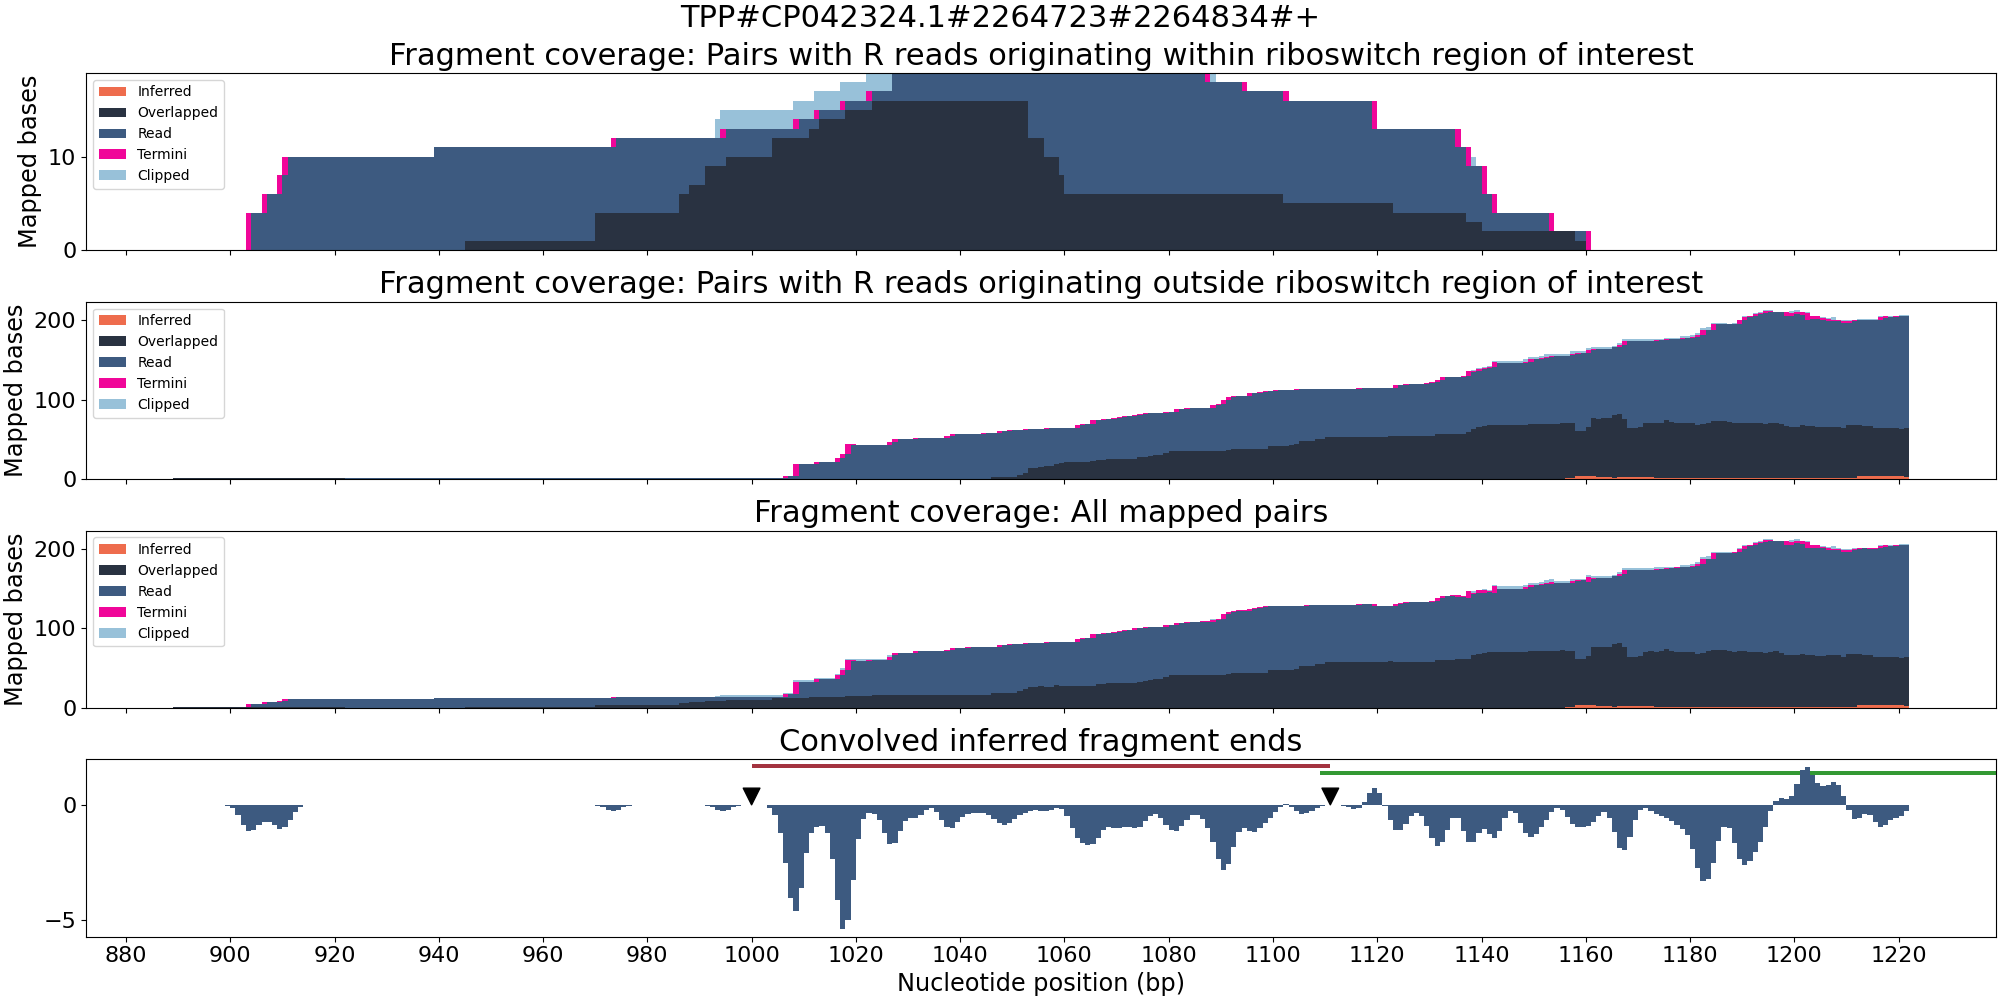 TPP#CP042324.1#2264723#2264834#+
Fragment coverage: Pairs with R reads originating within riboswitch region of interest
Mapped bases
10
0
Inferred
Overlapped
Read
Termini
Clipped
Fragment coverage: Pairs with R reads originating outside riboswitch region of interest
Mapped bases
200
100
0
Inferred
Overlapped
Read
Termini
Clipped
Fragment coverage: All mapped pairs
Mapped bases
200
100
0
Inferred
Overlapped
Read
Termini
Clipped
Convolved inferred fragment ends
0
−5
880 900 920 940 960 980 1000 1020 1040 1060 1080 1100 1120 1140 1160 1180 1200 1220
Nucleotide position (bp)